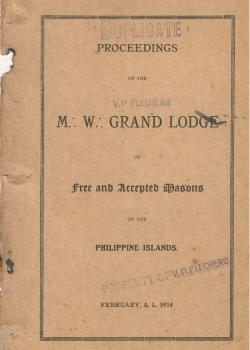 DUPLICATE
PROCEEDINGS
OF THE
V. P. FLECHERO
M∴ W∴ GRAND LODGE
OF
Free and Accepted Masons
OF THE
PHILIPPINE ISLANDS.
PROPERTY OF V. P. FLECHERO
FEBRUARY, A. L. 5914